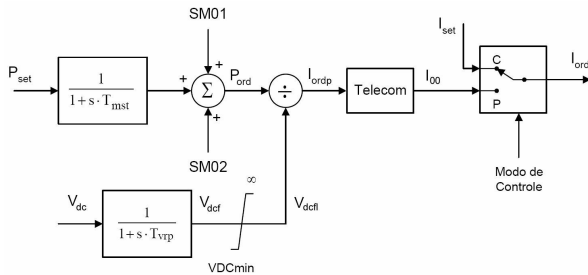 SM01
I_set
P_set
1
1+s·T_mst
+
+
+
Σ
P_ord
÷
I_ordp
Telecom
I_00
C
P
I_ord
SM02
Modo de
Controle
V_dc
1
1+s·T_vrp
V_dcf
∞
VDCmin
V_dcfl